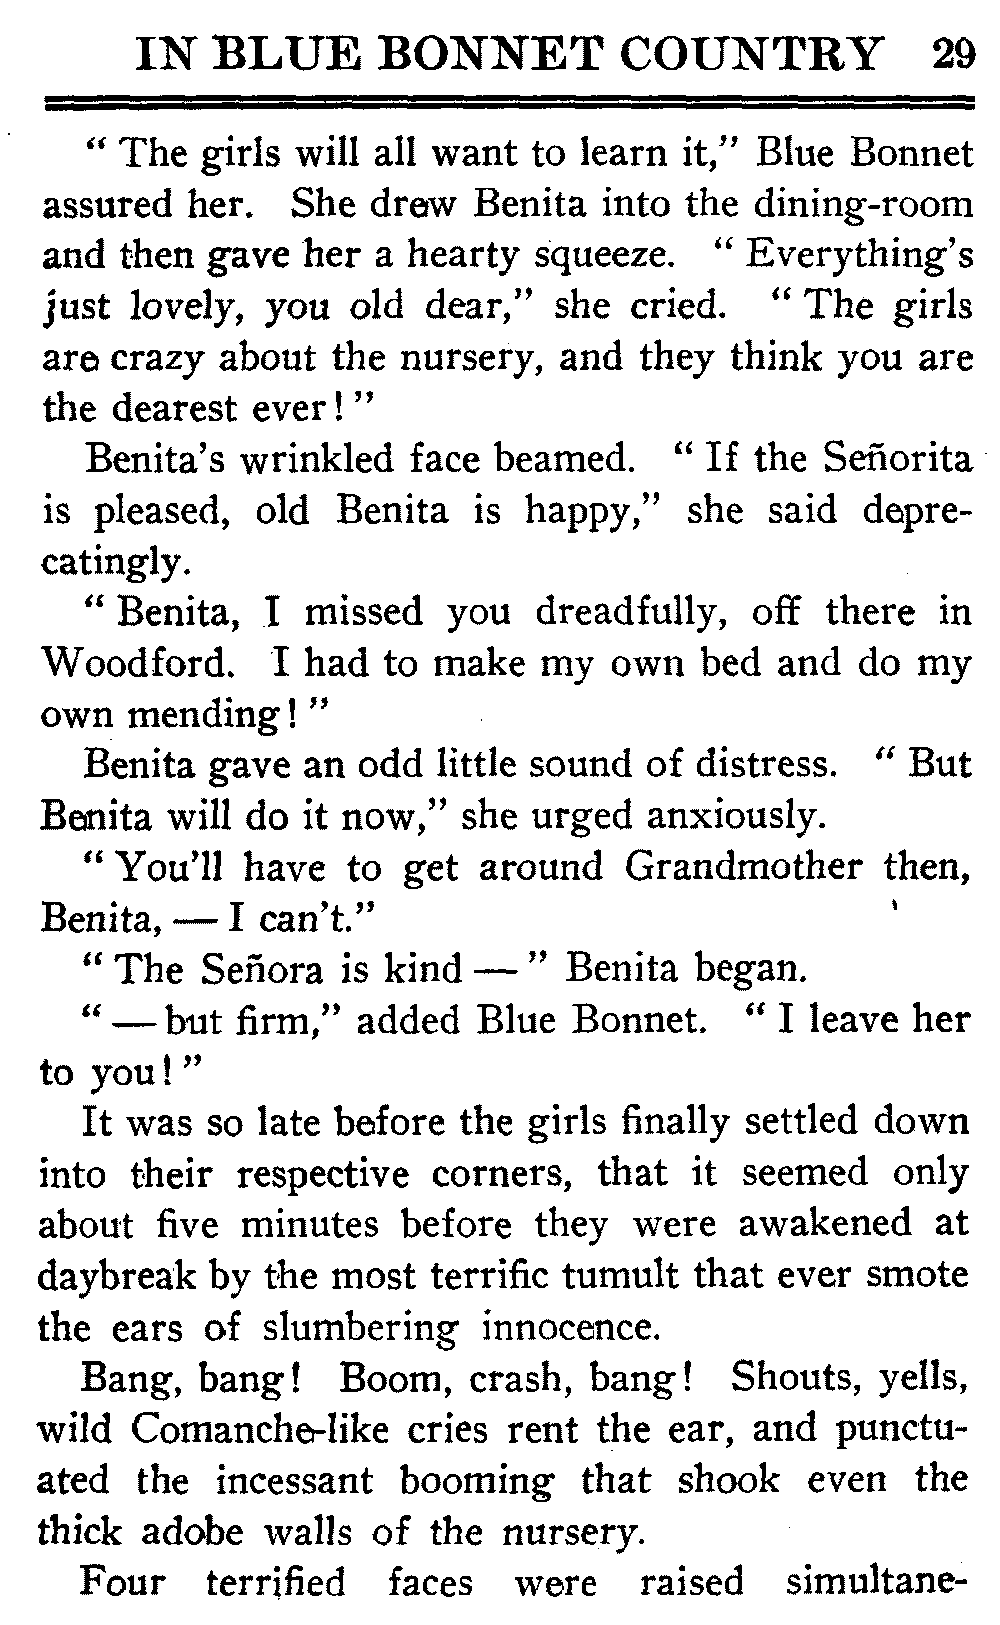 IN BLUE BONNET COUNTRY 29
“ The girls will all want to learn it,” Blue Bonnet
assured her. She drew Benita into the dining-room
and then gave her a hearty squeeze. “ Everything’s
just lovely, you old dear,” she cried. “ The girls
are crazy about the nursery, and they think you are
the dearest ever! ”
Benita’s wrinkled face beamed. “ If the Señorita
is pleased, old Benita is happy,” she said depre-
catingly.
“ Benita, I missed you dreadfully, off there in
Woodford. I had to make my own bed and do my
own mending! ”
Benita gave an odd little sound of distress. “ But
Benita will do it now,” she urged anxiously.
“ You’ll have to get around Grandmother then,
Benita, — I can’t.”
“ The Señora is kind — ” Benita began.
“ — but firm,” added Blue Bonnet. “ I leave her
to you! ”
It was so late before the girls finally settled down
into their respective corners, that it seemed only
about five minutes before they were awakened at
daybreak by the most terrific tumult that ever smote
the ears of slumbering innocence.
Bang, bang! Boom, crash, bang! Shouts, yells,
wild Comanche-like cries rent the ear, and punctu-
ated the incessant booming that shook even the
thick adobe walls of the nursery.
Four terrified faces were raised simultane-